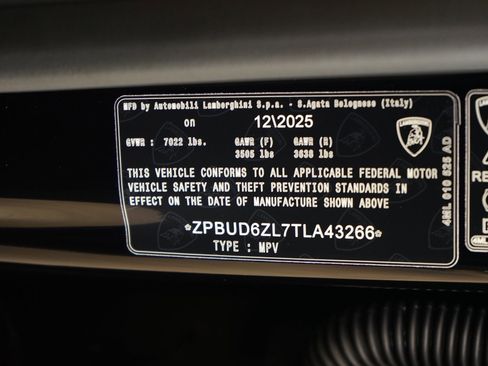 MFD by Automobili Lamborghini S.p.a. - S.Agata Bolognese (Italy)
on 12\2025
GVWR : 7022 lbs. GAWR (F) GAWR (R)
3505 lbs 3638 lbs
THIS VEHICLE CONFORMS TO ALL APPLICABLE FEDERAL MOTOR
VEHICLE SAFETY AND THEFT PREVENTION STANDARDS IN
EFFECT ON THE DATE OF MANUFACTURE SHOWN ABOVE
ZPBUD6ZL7TLA43266
TYPE : MPV
4ML 010 525 AD